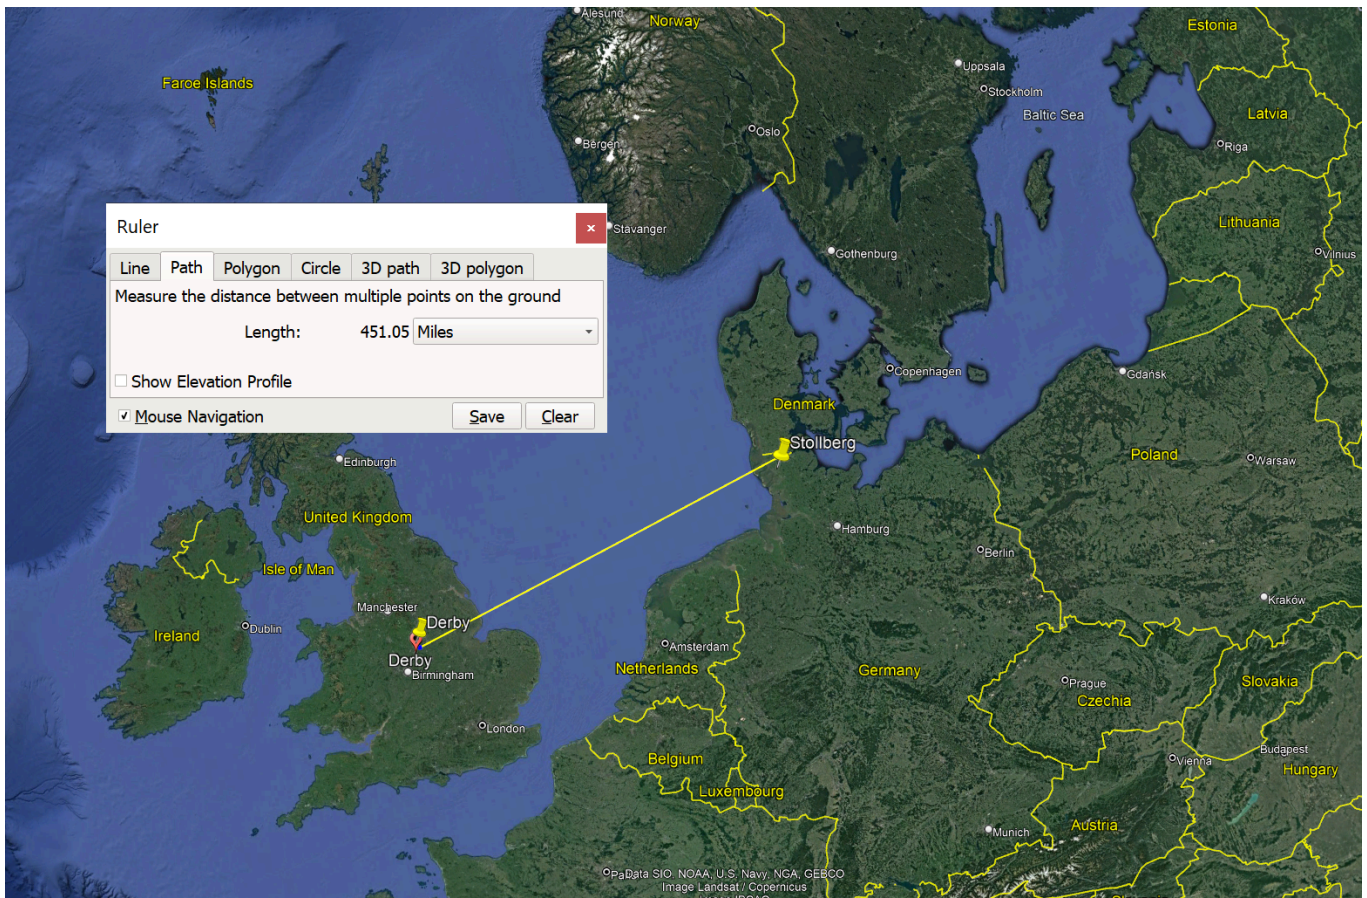 Ålesund
Norway
Estonia
Uppsala
Faroe Islands
Stockholm
Baltic Sea
Latvia
Oslo
Bergen
Riga
Ruler
Stavanger
Lithuania
Gothenburg
Vilnius
Line Path Polygon Circle 3D path 3D polygon
Measure the distance between multiple points on the ground
Length: 451.05 Miles
Show Elevation Profile
Mouse Navigation Save Clear
Copenhagen
Gdańsk
Denmark
Stollberg
Edinburgh
Poland
Warsaw
United Kingdom
Hamburg
Berlin
Isle of Man
Manchester
Kraków
Derby
Ireland
Dublin
Amsterdam
Derby
Birmingham
Netherlands
Germany
Prague
Slovakia
Czechia
London
Budapest
Belgium
Vienna
Hungary
Luxembourg
Munich
Austria
Data SIO, NOAA, U.S. Navy, NGA, GEBCO
Image Landsat / Copernicus